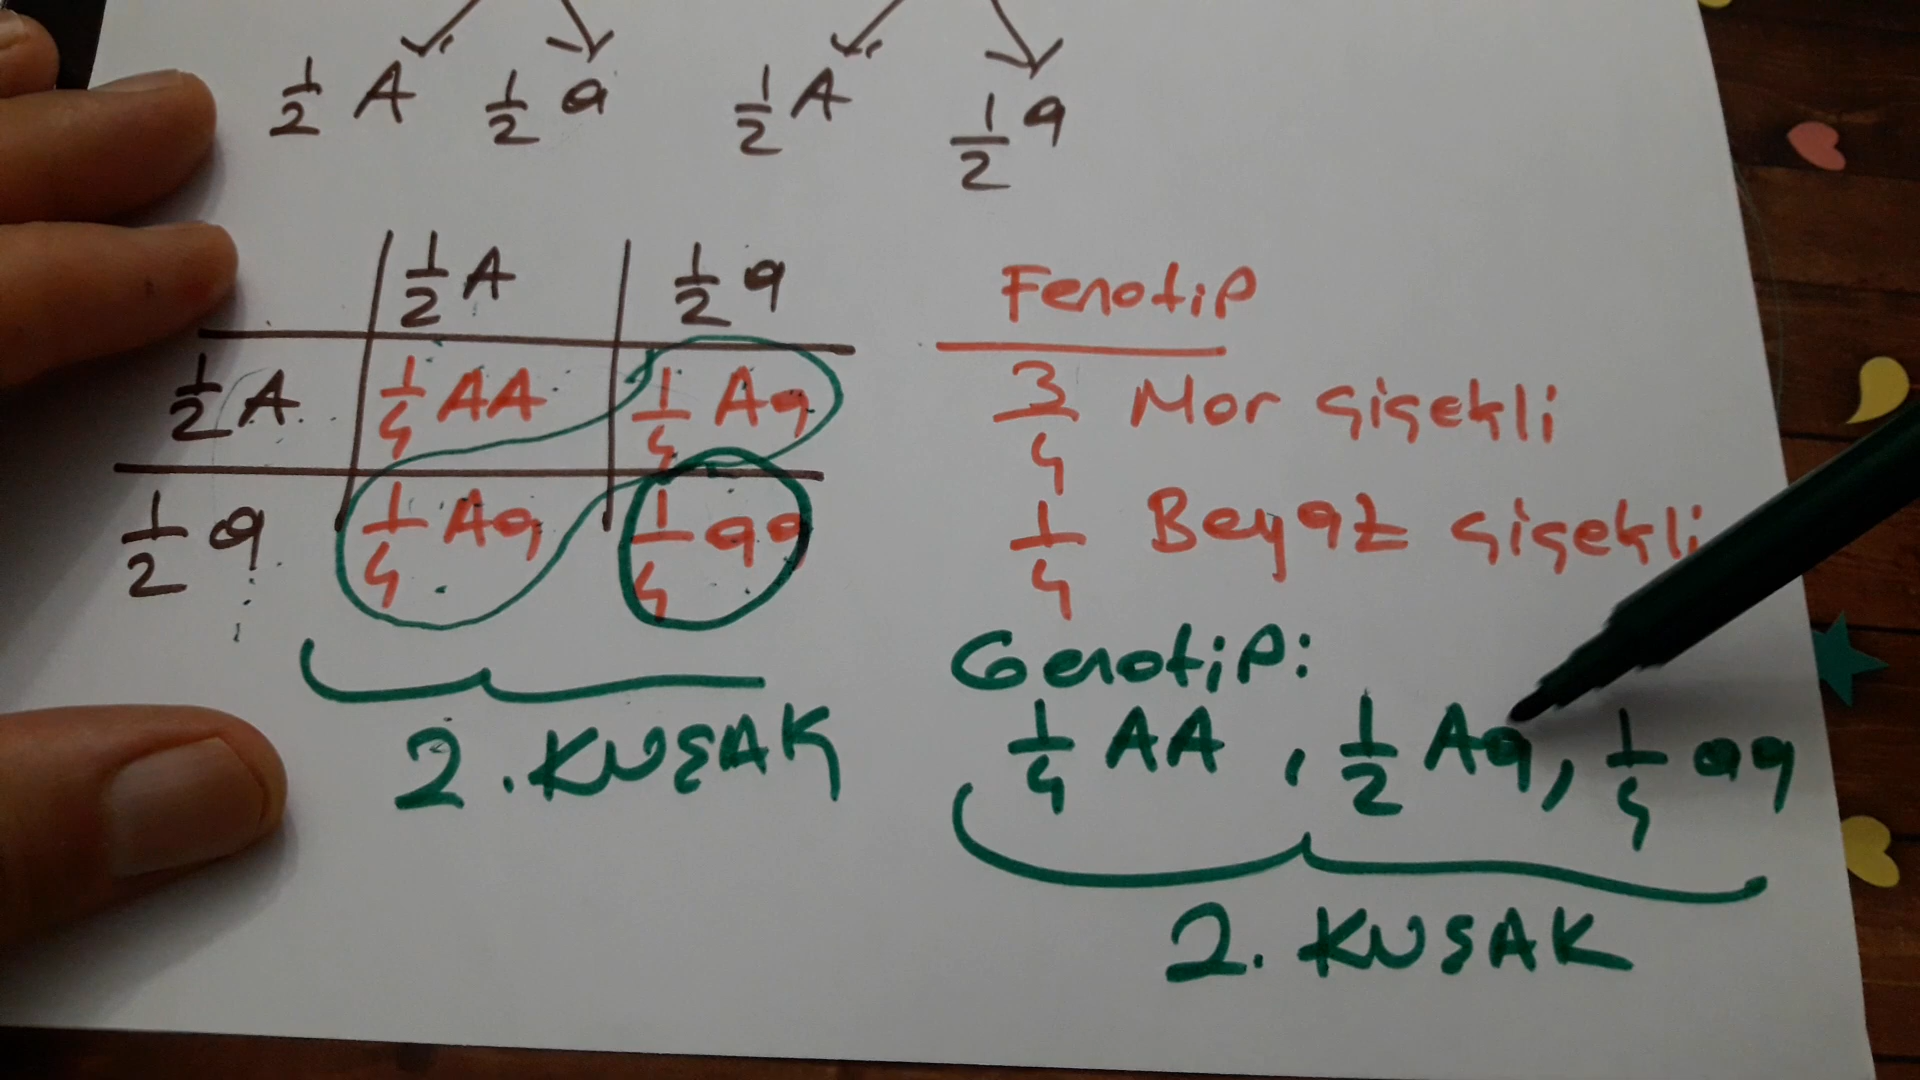 1/2 A 1/2 a 1/2 A 1/2 a
1/2 A 1/2 a
1/2 A 1/4 AA 1/4 Aa
1/2 a 1/4 Aa 1/4 aa
2. KUŞAK
Fenotip
3/4 Mor çiçekli
1/4 Beyaz çiçekli
Genotip:
1/4 AA, 1/2 Aa, 1/4 aa
2. KUŞAK